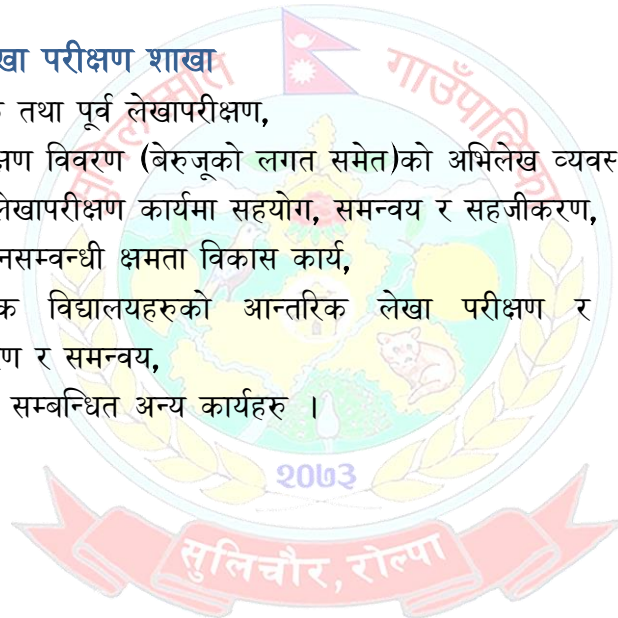 खा परीक्षण शाखा
तथा पूर्व लेखापरीक्षण,
क्षण विवरण (बेरुजूको लगत समेत)को अभिलेख व्यवस
लेखापरीक्षण कार्यमा सहयोग, समन्वय र सहजीकरण,
नसम्वन्धी क्षमता विकास कार्य,
क विद्यालयहरुको आन्तरिक लेखा परीक्षण र
ण र समन्वय,
सम्बन्धित अन्य कार्यहरु ।
गाउँपालिका
२०७३
सुलिचौर, रोल्पा